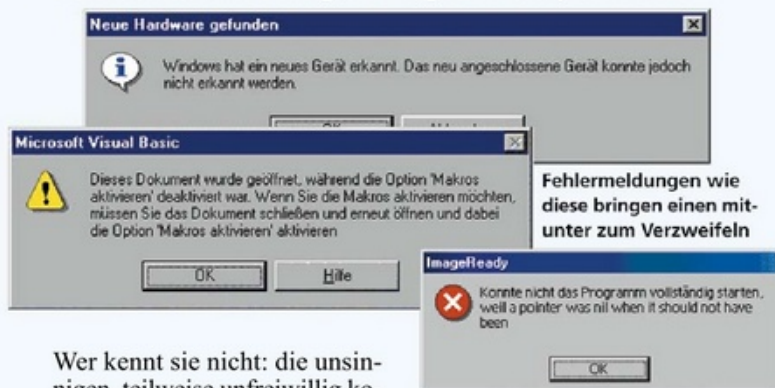 Neue Hardware gefunden
Windows hat ein neues Gerät erkannt. Das neu angeschlossene Gerät konnte jedoch
nicht erkannt werden.
Microsoft Visual Basic
Dieses Dokument wurde geöffnet, während die Option 'Makros
aktivieren' deaktiviert war. Wenn Sie die Makros aktivieren möchten,
müssen Sie das Dokument schließen und erneut öffnen und dabei
die Option 'Makros aktivieren' aktivieren
OK
Hilfe
Fehlermeldungen wie
diese bringen einen mit-
unter zum Verzweifeln
ImageReady
Konnte nicht das Programm vollständig starten,
weil a pointer was nil when it should not have
been
OK
Wer kennt sie nicht: die unsin-
nigen, teilweise unfreiwillig ko-